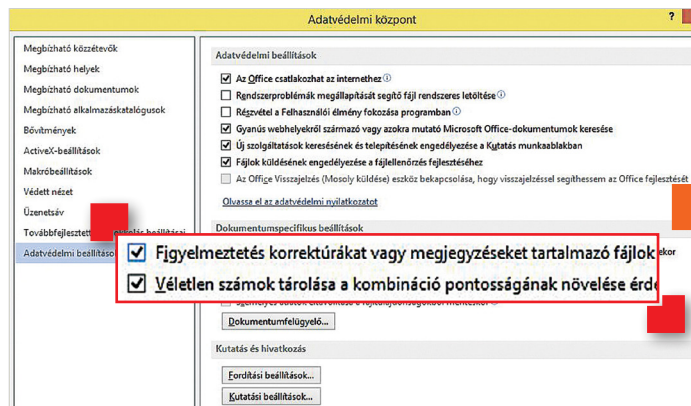 Adatvédelmi központ
?
Megbízható közzétevők
Megbízható helyek
Megbízható dokumentumok
Megbízható alkalmazáskatalógusok
Bővítmények
ActiveX-beállítások
Makróbeállítások
Védett nézet
Üzenetsáv
Továbbfejlesztett
Adatvédelmi beállítások
Adatvédelmi beállítások
Az Office csatlakozhat az internethez
Rendszerproblémák megállapítását segítő fájl rendszeres letöltése
Részvétel a Felhasználói élmény fokozása programban
Gyanús webhelyekről származó vagy azokra mutató Microsoft Office-dokumentumok keresése
Új szolgáltatások keresésének és telepítésének engedélyezése a Kutatás munkaablakban
Fájlok küldésének engedélyezése a fájlellenőrzés fejlesztéséhez
Az Office Visszajelzés (Mosoly küldése) eszköz bekapcsolása, hogy visszajelzéssel segíthessem az Office fejlesztését
Olvassa el az adatvédelmi nyilatkozatot
Dokumentumspecifikus beállítások
Figyelmeztetés korrektúrákat vagy megjegyzéseket tartalmazó fájlok
Véletlen számok tárolása a kombináció pontosságának növelése érde
Dokumentumfelügyelő...
Kutatás és hivatkozás
Fordítási beállítások...
Kutatási beállítások...